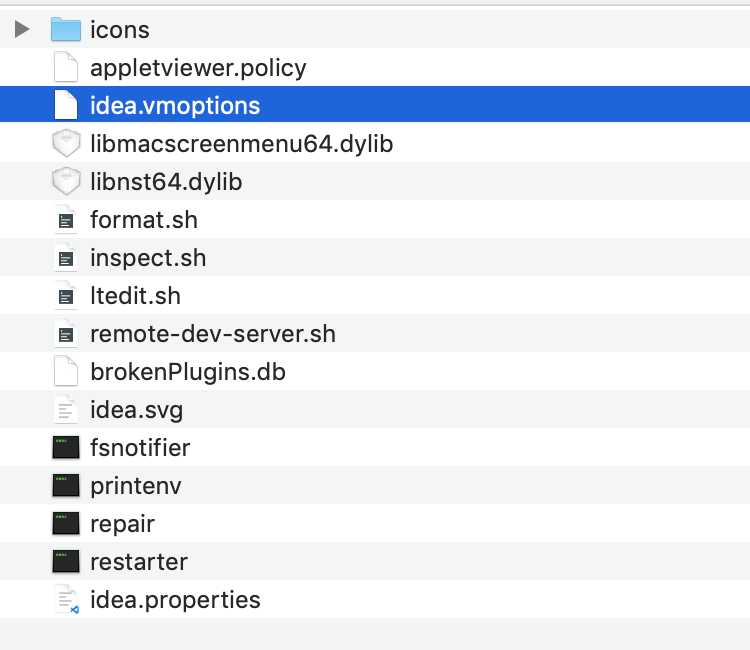 icons
appletviewer.policy
idea.vmoptions
libmacscreenmenu64.dylib
libnst64.dylib
format.sh
inspect.sh
ltedit.sh
remote-dev-server.sh
brokenPlugins.db
idea.svg
fsnotifier
printenv
repair
restarter
idea.properties